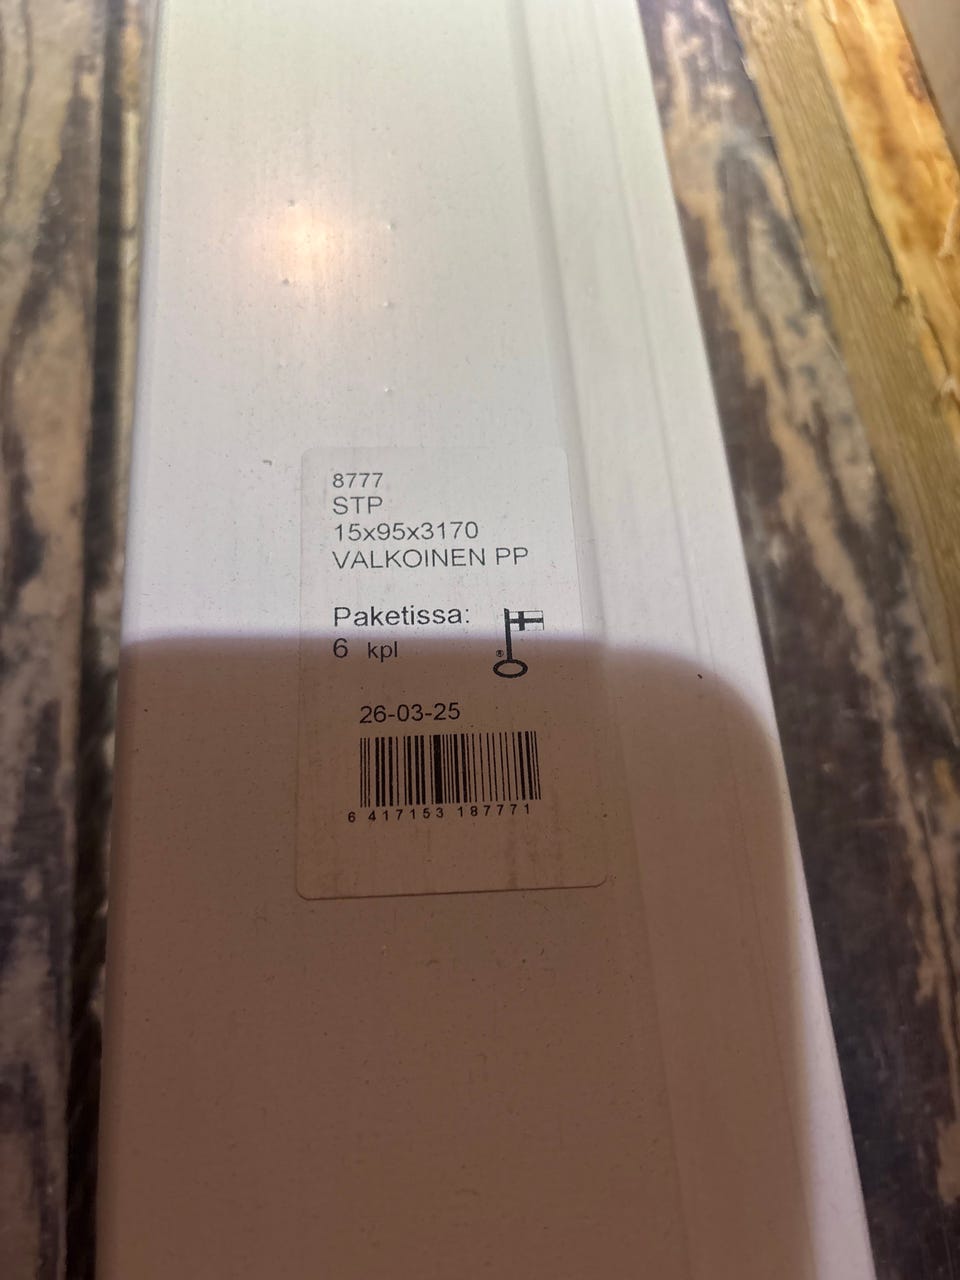 8777
STP
15x95x3170
VALKOINEN PP
Paketissa:
6 kpl
®
26-03-25
6 417153 187771